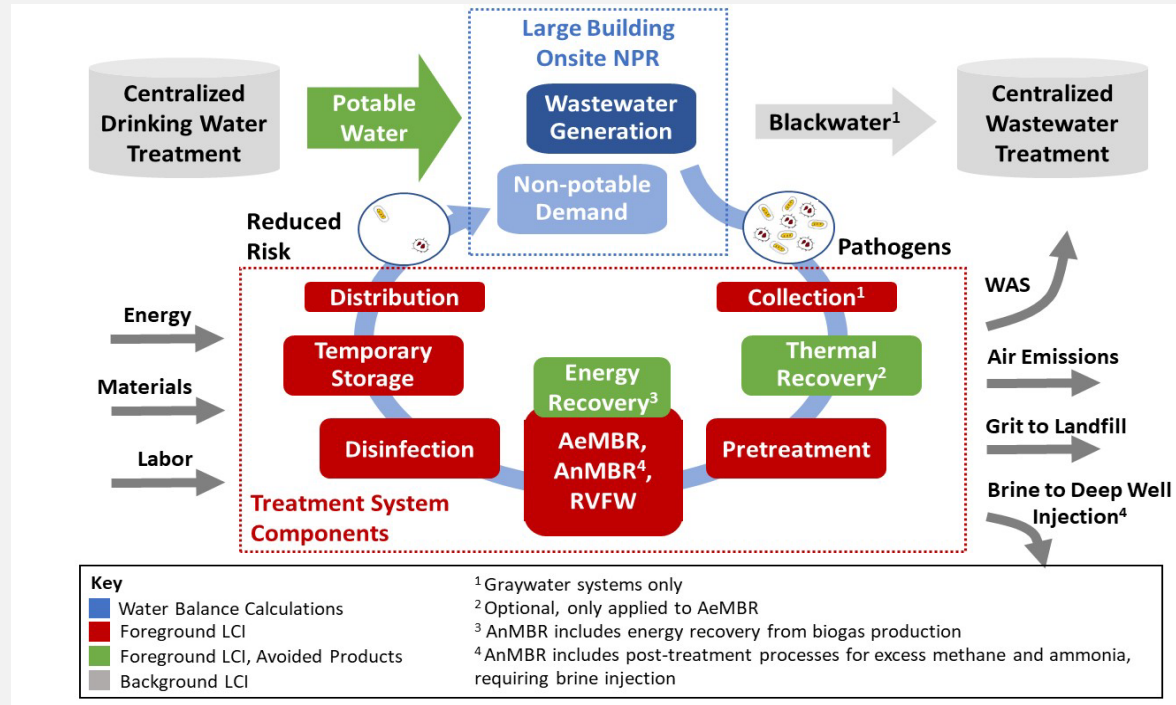 Large Building
Onsite NPR
Centralized
Drinking Water
Treatment
Potable
Water
Wastewater
Generation
Blackwater¹
Centralized
Wastewater
Treatment
Non-potable
Demand
Reduced
Risk
Pathogens
Distribution
Collection¹
WAS
Energy
Temporary
Storage
Energy
Recovery³
Thermal
Recovery²
Air Emissions
Materials
Disinfection
AeMBR,
AnMBR⁴,
RVFW
Pretreatment
Grit to Landfill
Labor
Treatment System
Components
Brine to Deep Well
Injection⁴
Key
Water Balance Calculations
Foreground LCI
Foreground LCI, Avoided Products
Background LCI
¹ Graywater systems only
² Optional, only applied to AeMBR
³ AnMBR includes energy recovery from biogas production
⁴ AnMBR includes post-treatment processes for excess methane and ammonia,
requiring brine injection